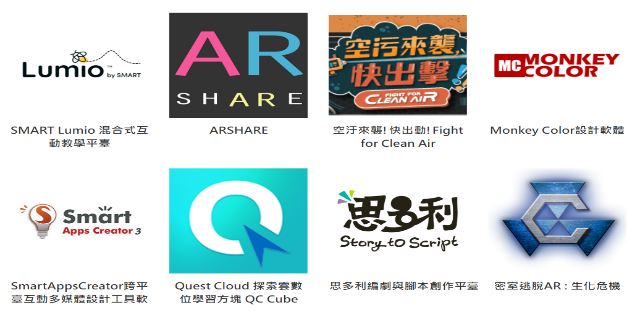 Lumio™
by SMART
SMART Lumio 混合式互
動教學平臺
AR
SHARE
ARSHARE
空污來襲,
快出擊
FIGHT FOR
CLEAN AIR
空汙來襲! 快出動! Fight
for Clean Air
MC MONKEY
COLOR
Monkey Color設計軟體
Smart
Apps Creator 3
SmartAppsCreator跨平
臺互動多媒體設計工具軟
Quest Cloud 探索雲數
位學習方塊 QC Cube
思多利
Story to Script
思多利編劇與腳本創作平臺
C
密室逃脫AR : 生化危機